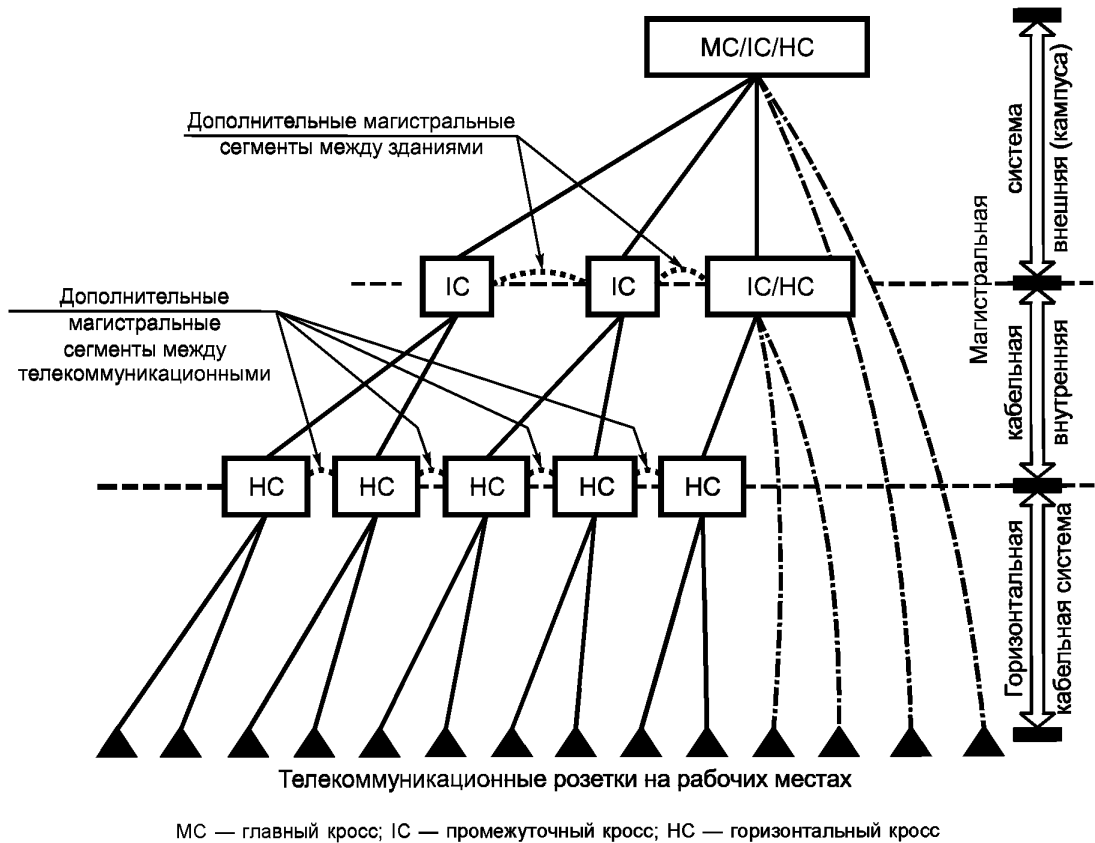 MC/IC/HC
Дополнительные магистральные
сегменты между зданиями
IC
IC
IC/HC
Дополнительные
магистральные
сегменты между
телекоммуникационными
HC
HC
HC
HC
HC
Магистральная
кабельная
система
внутренняя
внешняя (кампуса)
Горизонтальная
кабельная система
Телекоммуникационные розетки на рабочих местах
MC — главный кросс; IC — промежуточный кросс; HC — горизонтальный кросс